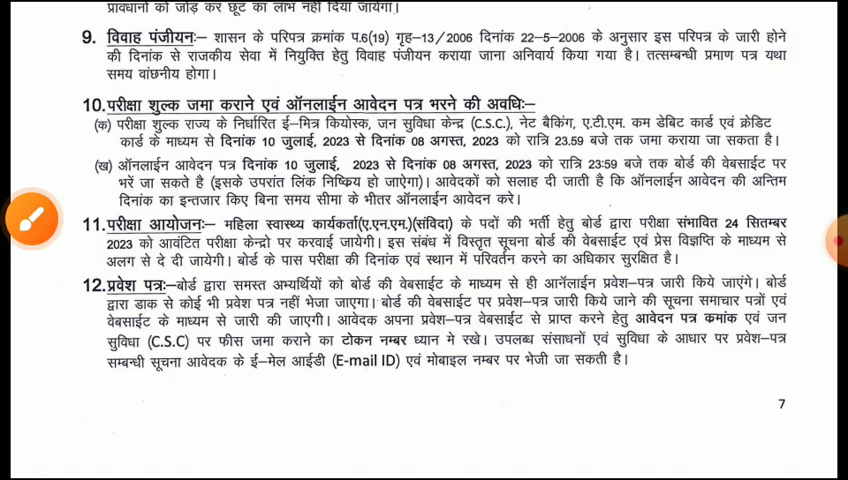 प्रावधानों को जोड़ कर छूट का लाभ नहीं दिया जायेगा।
9. विवाह पंजीयनः– शासन के परिपत्र क्रमांक प.6(19) गृह–13/2006 दिनांक 22-5-2006 के अनुसार इस परिपत्र के जारी होने
की दिनांक से राजकीय सेवा में नियुक्ति हेतु विवाह पंजीयन कराया जाना अनिवार्य किया गया है। तत्सम्बन्धी प्रमाण पत्र यथा
समय वांछनीय होगा।
10.परीक्षा शुल्क जमा कराने एवं ऑनलाईन आवेदन पत्र भरने की अवधिः–
(क) परीक्षा शुल्क राज्य के निर्धारित ई–मित्र कियोस्क, जन सुविधा केन्द्र (C.S.C.), नेट बैकिंग, ए.टी.एम. कम डेबिट कार्ड एवं क्रेडिट
कार्ड के माध्यम से दिनांक 10 जुलाई, 2023 से दिनांक 08 अगस्त, 2023 को रात्रि 23.59 बजे तक जमा कराया जा सकता है।
(ख) ऑनलाईन आवेदन पत्र दिनांक 10 जुलाई, 2023 से दिनांक 08 अगस्त, 2023 को रात्रि 23:59 बजे तक बोर्ड की वेबसाईट पर
भरें जा सकते है (इसके उपरांत लिंक निष्क्रिय हो जाऐगा)। आवेदकों को सलाह दी जाती है कि ऑनलाईन आवेदन की अन्तिम
दिनांक का इन्तजार किए बिना समय सीमा के भीतर ऑनलाईन आवेदन करे।
11.परीक्षा आयोजनः– महिला स्वास्थ्य कार्यकर्ता(ए.एन.एम.)(संविदा) के पदों की भर्ती हेतु बोर्ड द्वारा परीक्षा संभावित 24 सितम्बर
2023 को आवंटित परीक्षा केन्द्रो पर करवाई जायेगी। इस संबंध में विस्तृत सूचना बोर्ड की वेबसाईट एवं प्रेस विज्ञप्ति के माध्यम से
अलग से दे दी जायेगी। बोर्ड के पास परीक्षा की दिनांक एवं स्थान में परिवर्तन करने का अधिकार सुरक्षित है।
12.प्रवेश पत्रः–बोर्ड द्वारा समस्त अभ्यर्थियों को बोर्ड की वेबसाईट के माध्यम से ही आनॅलाईन प्रवेश–पत्र जारी किये जाएंगे। बोर्ड
द्वारा डाक से कोई भी प्रवेश पत्र नहीं भेजा जाएगा। बोर्ड की वेबसाईट पर प्रवेश–पत्र जारी किये जाने की सूचना समाचार पत्रों एवं
वेबसाईट के माध्यम से जारी की जाएगी। आवेदक अपना प्रवेश–पत्र वेबसाईट से प्राप्त करने हेतु आवेदन पत्र कमांक एवं जन
सुविधा (C.S.C) पर फीस जमा कराने का टोकन नम्बर ध्यान मे रखे। उपलब्ध संसाधनों एवं सुविधा के आधार पर प्रवेश–पत्र
सम्बन्धी सूचना आवेदक के ई–मेल आईडी (E-mail ID) एवं मोबाइल नम्बर पर भेजी जा सकती है।
7